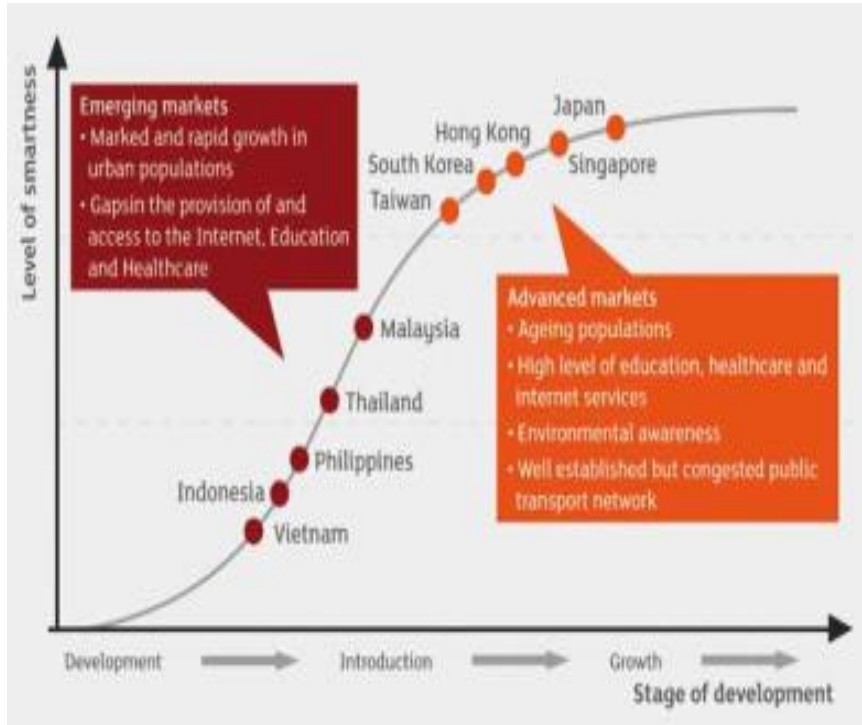 Level of smartness
Emerging markets
• Marked and rapid growth in
urban populations
• Gapsin the provision of and
access to the Internet, Education
and Healthcare
Japan
Hong Kong
South Korea
Singapore
Taiwan
Advanced markets
• Ageing populations
• High level of education, healthcare and
internet services
• Environmental awareness
• Well established but congested public
transport network
Malaysia
Thailand
Philippines
Indonesia
Vietnam
Development
Introduction
Growth
Stage of development